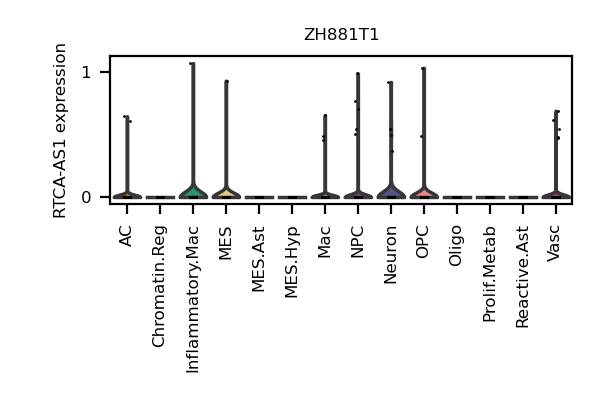 ZH881T1
RTCA-AS1 expression
1
0
AC
Chromatin.Reg
Inflammatory.Mac
MES
MES.Ast
MES.Hyp
Mac
NPC
Neuron
OPC
Oligo
Prolif.Metab
Reactive.Ast
Vasc